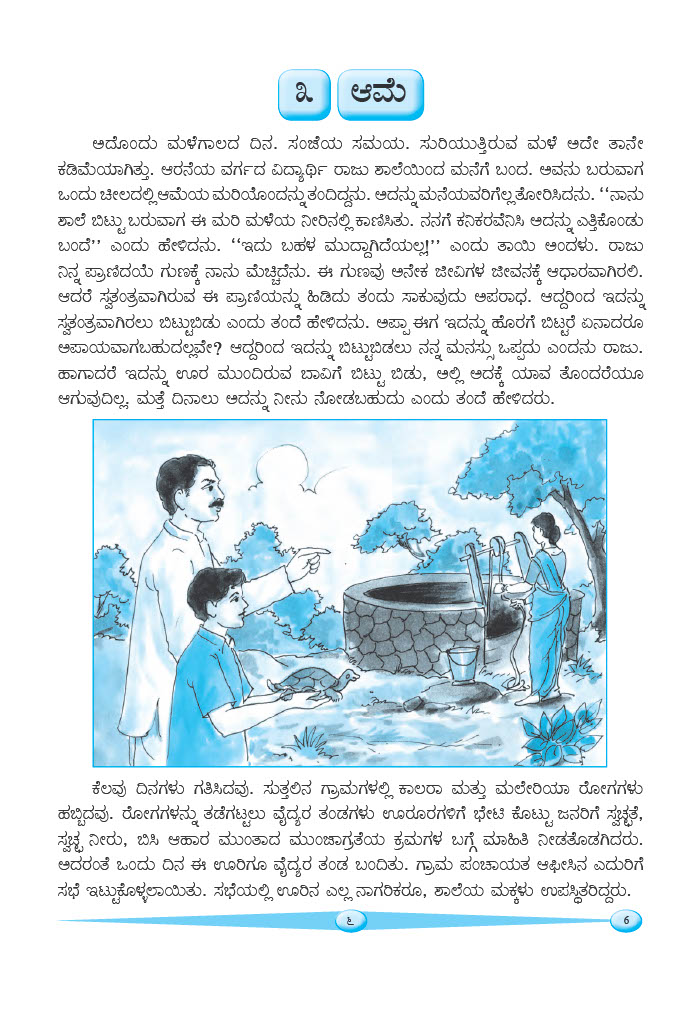 ೩ ಆಮೆ
ಅದೊಂದು ಮಳೆಗಾಲದ ದಿನ. ಸಂಜೆಯ ಸಮಯ. ಸುರಿಯುತ್ತಿರುವ ಮಳೆ ಅದೇ ತಾನೇ
ಕಡಿಮೆಯಾಗಿತ್ತು. ಆರನೆಯ ವರ್ಗದ ವಿದ್ಯಾರ್ಥಿ ರಾಜು ಶಾಲೆಯಿಂದ ಮನೆಗೆ ಬಂದ. ಅವನು ಬರುವಾಗ
ಒಂದು ಚೀಲದಲ್ಲಿ ಆಮೆಯ ಮರಿಯೊಂದನ್ನು ತಂದಿದ್ದನು. ಅದನ್ನು ಮನೆಯವರಿಗೆಲ್ಲ ತೋರಿಸಿದನು. ‘‘ನಾನು
ಶಾಲೆ ಬಿಟ್ಟು ಬರುವಾಗ ಈ ಮರಿ ಮಳೆಯ ನೀರಿನಲ್ಲಿ ಕಾಣಿಸಿತು. ನನಗೆ ಕನಿಕರವೆನಿಸಿ ಅದನ್ನು ಎತ್ತಿಕೊಂಡು
ಬಂದೆ’’ ಎಂದು ಹೇಳಿದನು. ‘‘ಇದು ಬಹಳ ಮುದ್ದಾಗಿದೆಯಲ್ಲ!’’ ಎಂದು ತಾಯಿ ಅಂದಳು. ರಾಜು
ನಿನ್ನ ಪ್ರಾಣಿದಯೆ ಗುಣಕ್ಕೆ ನಾನು ಮೆಚ್ಚಿದೆನು. ಈ ಗುಣವು ಅನೇಕ ಜೀವಿಗಳ ಜೀವನಕ್ಕೆ ಆಧಾರವಾಗಿರಲಿ.
ಆದರೆ ಸ್ವತಂತ್ರವಾಗಿರುವ ಈ ಪ್ರಾಣಿಯನ್ನು ಹಿಡಿದು ತಂದು ಸಾಕುವುದು ಅಪರಾಧ. ಆದ್ದರಿಂದ ಇದನ್ನು
ಸ್ವತಂತ್ರವಾಗಿರಲು ಬಿಟ್ಟುಬಿಡು ಎಂದು ತಂದೆ ಹೇಳಿದನು. ಅಪ್ಪಾ ಈಗ ಇದನ್ನು ಹೊರಗೆ ಬಿಟ್ಟರೆ ಏನಾದರೂ
ಅಪಾಯವಾಗಬಹುದಲ್ಲವೇ? ಆದ್ದರಿಂದ ಇದನ್ನು ಬಿಟ್ಟುಬಿಡಲು ನನ್ನ ಮನಸ್ಸು ಒಪ್ಪದು ಎಂದನು ರಾಜು.
ಹಾಗಾದರೆ ಇದನ್ನು ಊರ ಮುಂದಿರುವ ಬಾವಿಗೆ ಬಿಟ್ಟು ಬಿಡು, ಅಲ್ಲಿ ಅದಕ್ಕೆ ಯಾವ ತೊಂದರೆಯೂ
ಆಗುವುದಿಲ್ಲ. ಮತ್ತೆ ದಿನಾಲು ಅದನ್ನು ನೀನು ನೋಡಬಹುದು ಎಂದು ತಂದೆ ಹೇಳಿದರು.
ಕೆಲವು ದಿನಗಳು ಗತಿಸಿದವು. ಸುತ್ತಲಿನ ಗ್ರಾಮಗಳಲ್ಲಿ ಕಾಲರಾ ಮತ್ತು ಮಲೇರಿಯಾ ರೋಗಗಳು
ಹಬ್ಬಿದವು. ರೋಗಗಳನ್ನು ತಡೆಗಟ್ಟಲು ವೈದ್ಯರ ತಂಡಗಳು ಊರೂರಗಳಿಗೆ ಭೇಟಿ ಕೊಟ್ಟು ಜನರಿಗೆ ಸ್ವಚ್ಛತೆ,
ಸ್ವಚ್ಛ ನೀರು, ಬಿಸಿ ಆಹಾರ ಮುಂತಾದ ಮುಂಜಾಗ್ರತೆಯ ಕ್ರಮಗಳ ಬಗ್ಗೆ ಮಾಹಿತಿ ನೀಡತೊಡಗಿದರು.
ಅದರಂತೆ ಒಂದು ದಿನ ಈ ಊರಿಗೂ ವೈದ್ಯರ ತಂಡ ಬಂದಿತು. ಗ್ರಾಮ ಪಂಚಾಯತ ಆಫೀಸಿನ ಎದುರಿಗೆ
ಸಭೆ ಇಟ್ಟುಕೊಳ್ಳಲಾಯಿತು. ಸಭೆಯಲ್ಲಿ ಊರಿನ ಎಲ್ಲ ನಾಗರಿಕರೂ, ಶಾಲೆಯ ಮಕ್ಕಳು ಉಪಸ್ಥಿತರಿದ್ದರು.
೬ 6